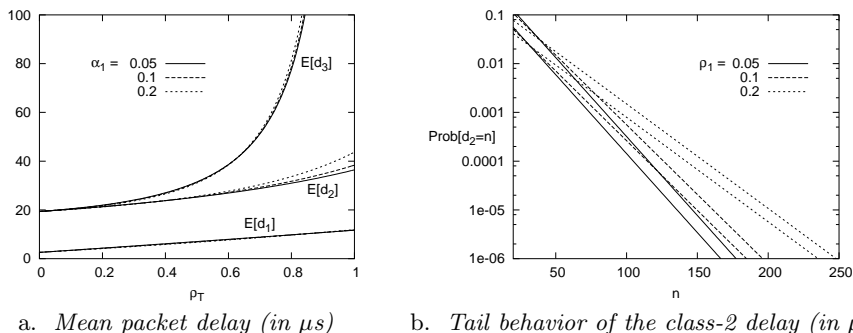 100
80
60
40
20
0
α1 = 0.05
0.1
0.2
E[d3]
E[d2]
E[d1]
0 0.2 0.4 0.6 0.8 1
ρT
a. Mean packet delay (in μs)
0.1
0.01
0.001
Prob[d2=n]
0.0001
1e-05
1e-06
ρ1 = 0.05
0.1
0.2
50 100 150 200 250
n
b. Tail behavior of the class-2 delay (in μ